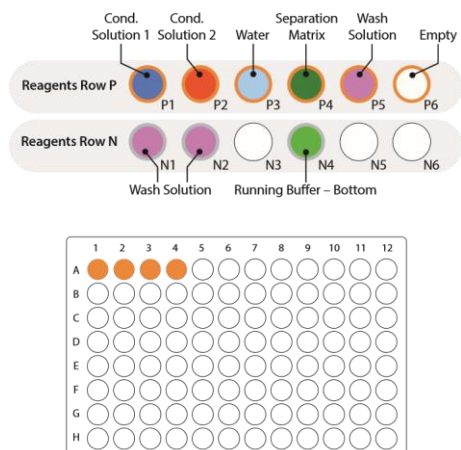 Cond. Solution 1
Cond. Solution 2
Water
Separation Matrix
Wash Solution
Empty
Reagents Row P
P1 P2 P3 P4 P5 P6
Reagents Row N
N1 N2 N3 N4 N5 N6
Wash Solution
Running Buffer – Bottom
1 2 3 4 5 6 7 8 9 10 11 12
A
B
C
D
E
F
G
H